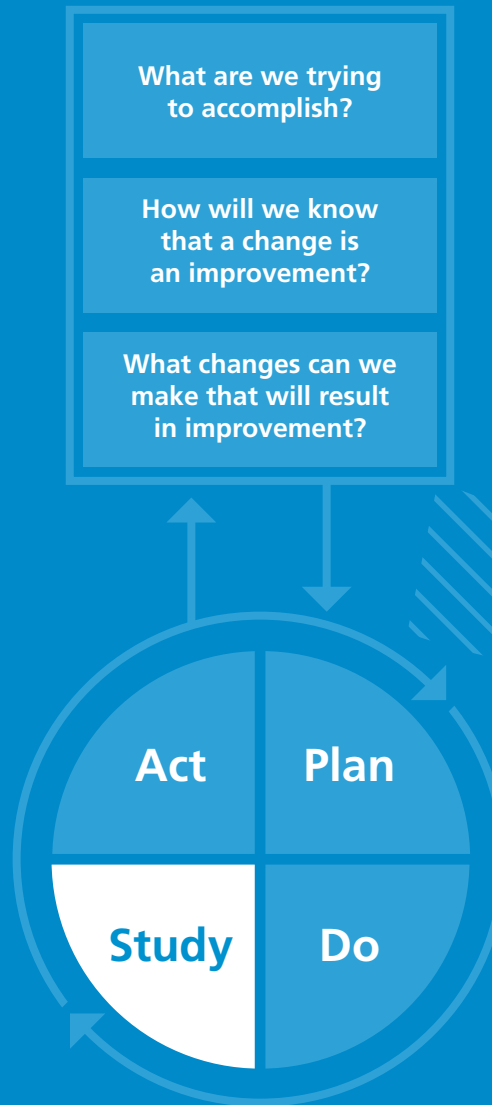 What are we trying
to accomplish?
How will we know
that a change is
an improvement?
What changes can we
make that will result
in improvement?
Act
Plan
Study
Do